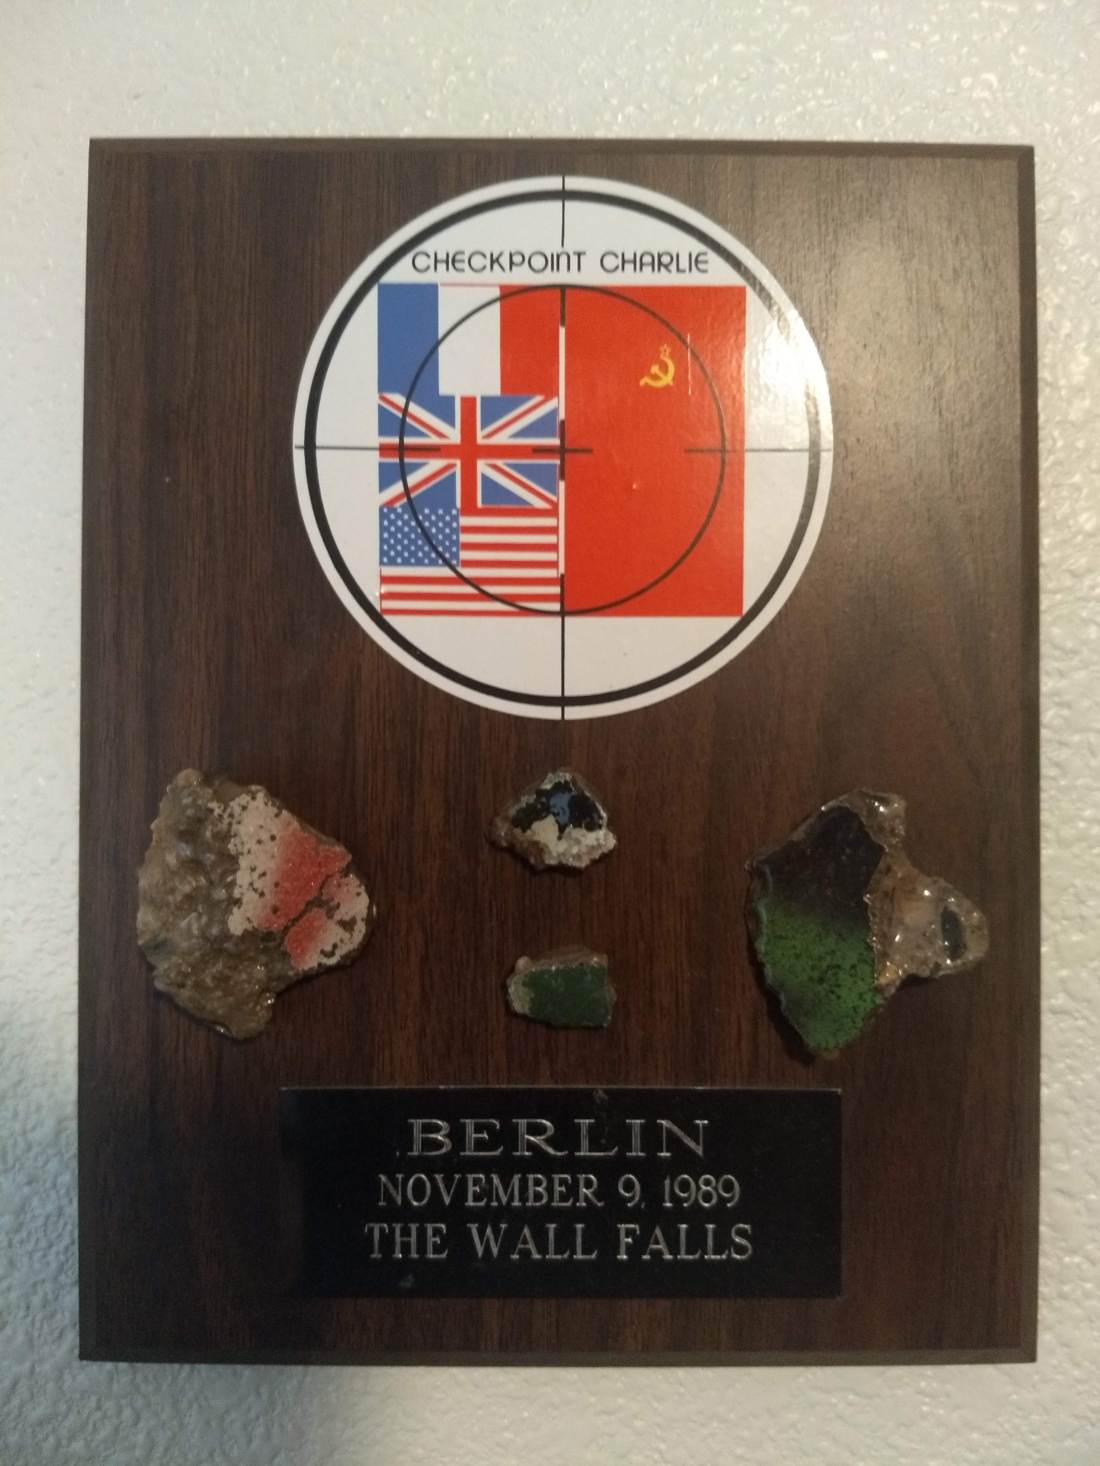 CHECKPOINT CHARLIE
BERLIN
NOVEMBER 9, 1989
THE WALL FALLS